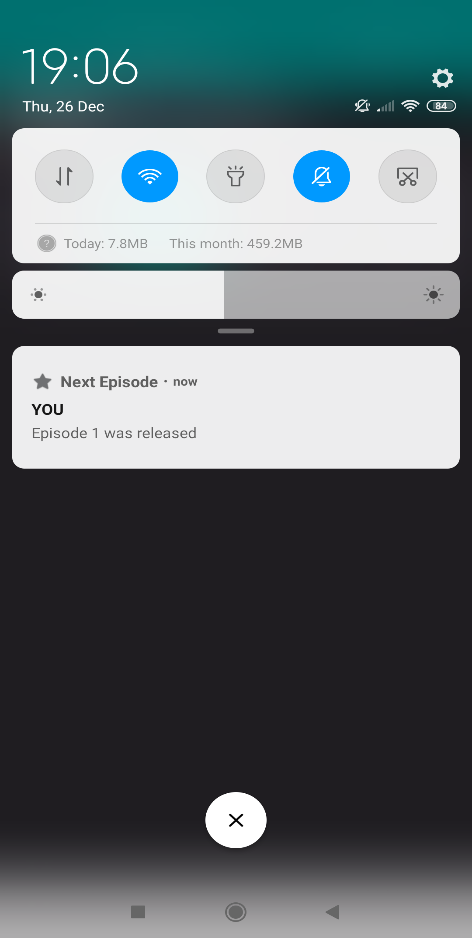 19:06
Thu, 26 Dec
84
Today: 7.8MB This month: 459.2MB
Next Episode · now
YOU
Episode 1 was released